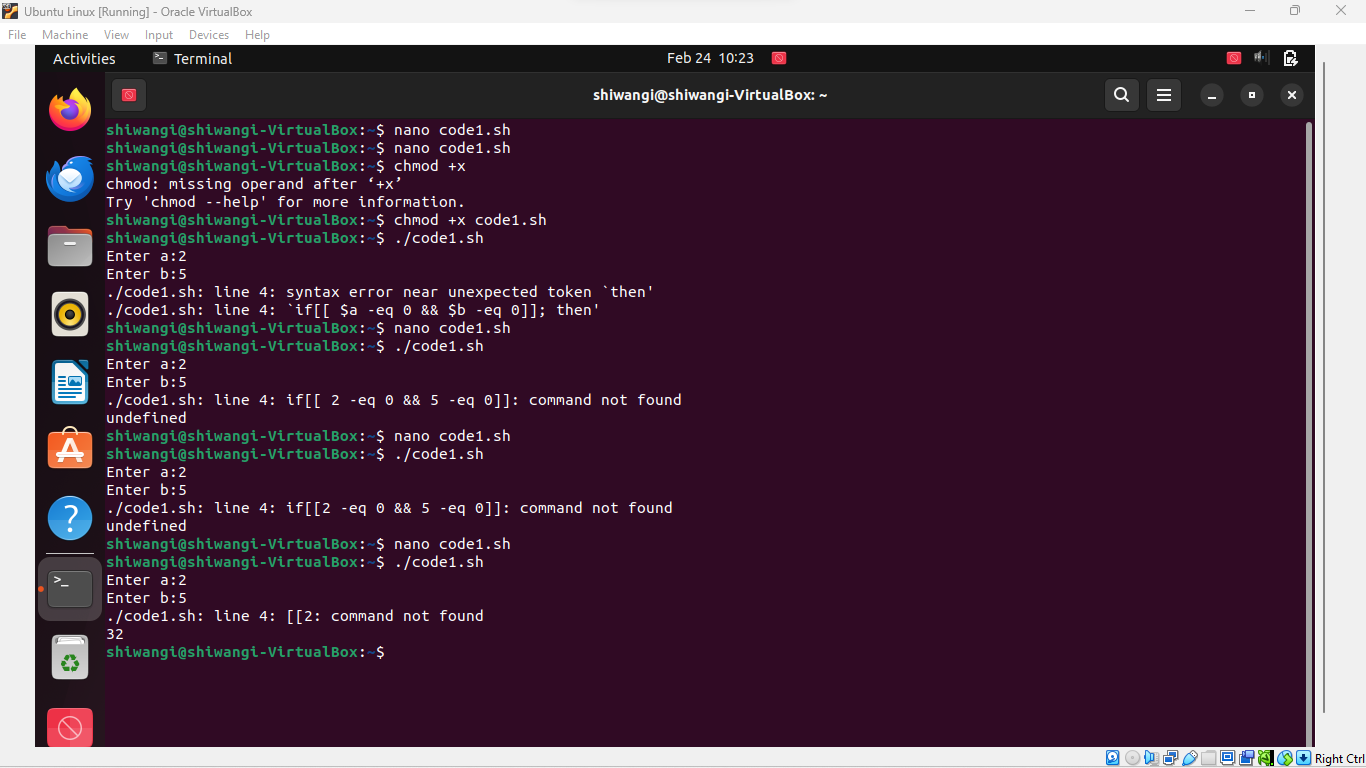 Ubuntu Linux [Running] - Oracle VirtualBox
File Machine View Input Devices Help
Activities Terminal Feb 24 10:23
shiwangi@shiwangi-VirtualBox: ~
shiwangi@shiwangi-VirtualBox:~$ nano code1.sh
shiwangi@shiwangi-VirtualBox:~$ nano code1.sh
shiwangi@shiwangi-VirtualBox:~$ chmod +x
chmod: missing operand after ‘+x’
Try 'chmod --help' for more information.
shiwangi@shiwangi-VirtualBox:~$ chmod +x code1.sh
shiwangi@shiwangi-VirtualBox:~$ ./code1.sh
Enter a:2
Enter b:5
./code1.sh: line 4: syntax error near unexpected token `then'
./code1.sh: line 4: `if[[ $a -eq 0 && $b -eq 0]]; then'
shiwangi@shiwangi-VirtualBox:~$ nano code1.sh
shiwangi@shiwangi-VirtualBox:~$ ./code1.sh
Enter a:2
Enter b:5
./code1.sh: line 4: if[[ 2 -eq 0 && 5 -eq 0]]: command not found
undefined
shiwangi@shiwangi-VirtualBox:~$ nano code1.sh
shiwangi@shiwangi-VirtualBox:~$ ./code1.sh
Enter a:2
Enter b:5
./code1.sh: line 4: if[[2 -eq 0 && 5 -eq 0]]: command not found
undefined
shiwangi@shiwangi-VirtualBox:~$ nano code1.sh
shiwangi@shiwangi-VirtualBox:~$ ./code1.sh
Enter a:2
Enter b:5
./code1.sh: line 4: [[2: command not found
32
shiwangi@shiwangi-VirtualBox:~$
Right Ctrl